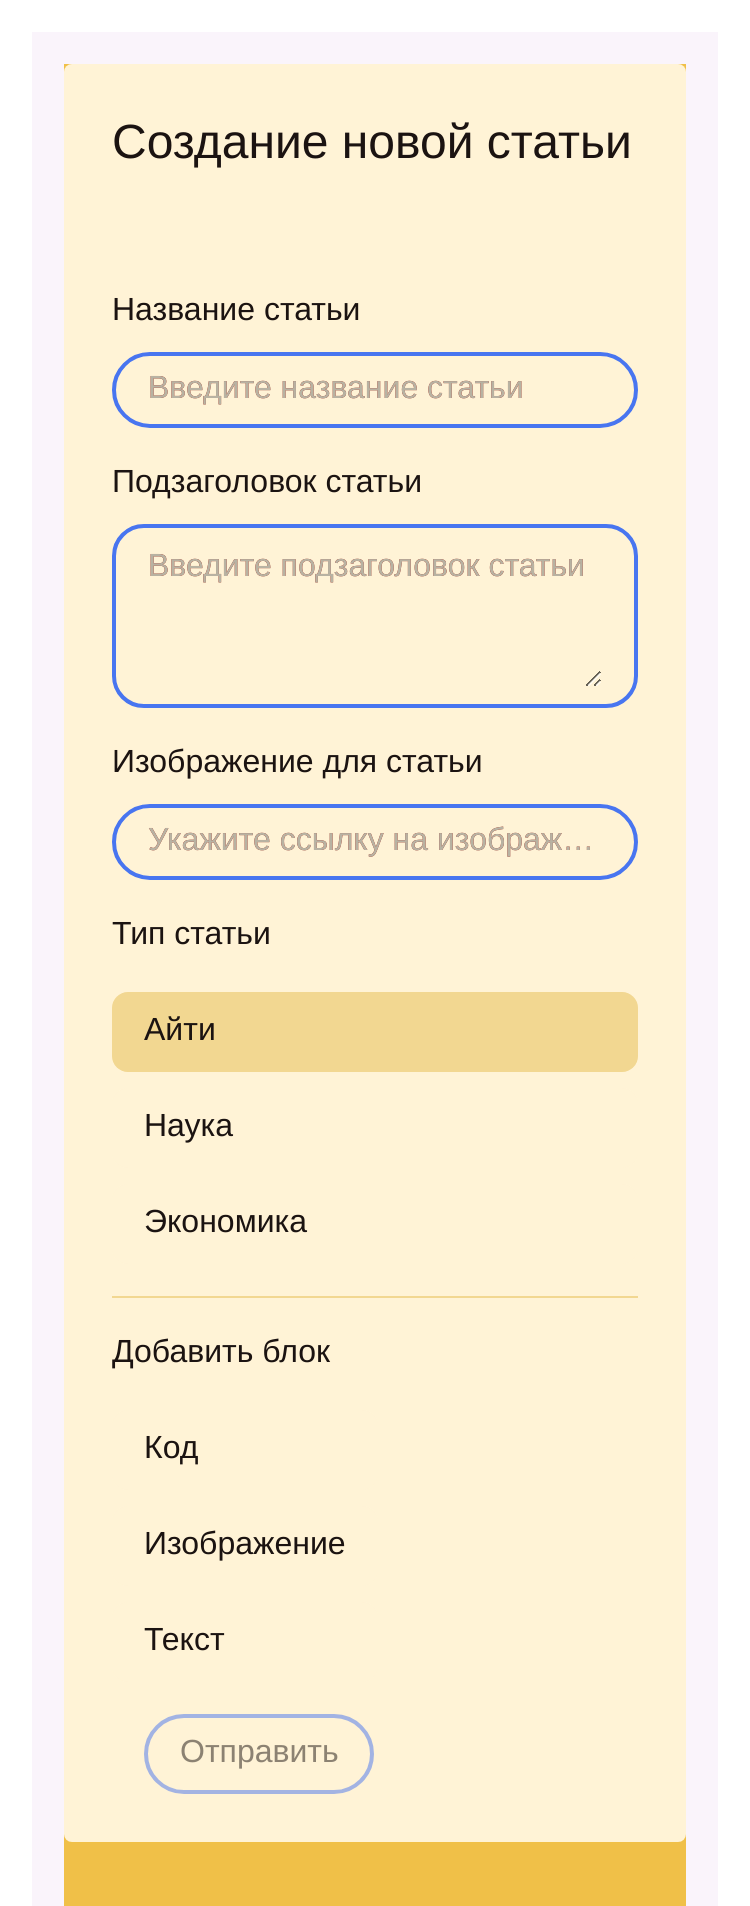 Создание новой статьи
Название статьи
Введите название статьи
Подзаголовок статьи
Введите подзаголовок статьи
Изображение для статьи
Укажите ссылку на изображ…
Тип статьи
Айти
Наука
Экономика
Добавить блок
Код
Изображение
Текст
Отправить